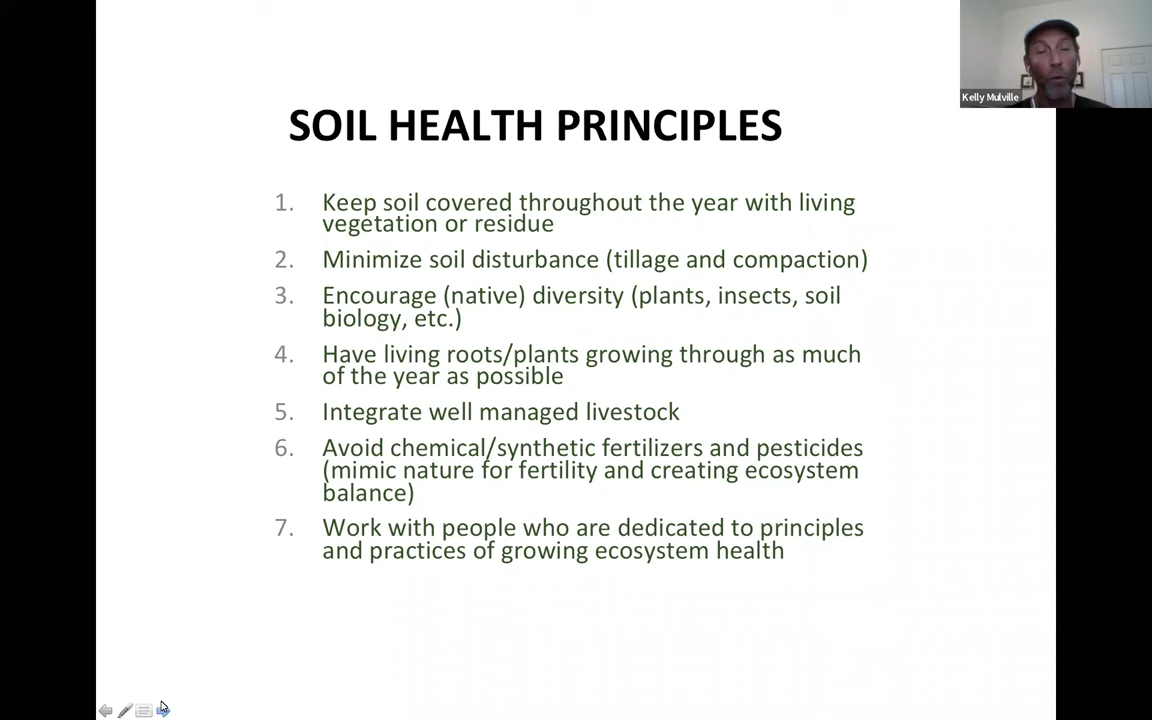 Kelly Mulville
SOIL HEALTH PRINCIPLES
1. Keep soil covered throughout the year with living
vegetation or residue
2. Minimize soil disturbance (tillage and compaction)
3. Encourage (native) diversity (plants, insects, soil
biology, etc.)
4. Have living roots/plants growing through as much
of the year as possible
5. Integrate well managed livestock
6. Avoid chemical/synthetic fertilizers and pesticides
(mimic nature for fertility and creating ecosystem
balance)
7. Work with people who are dedicated to principles
and practices of growing ecosystem health